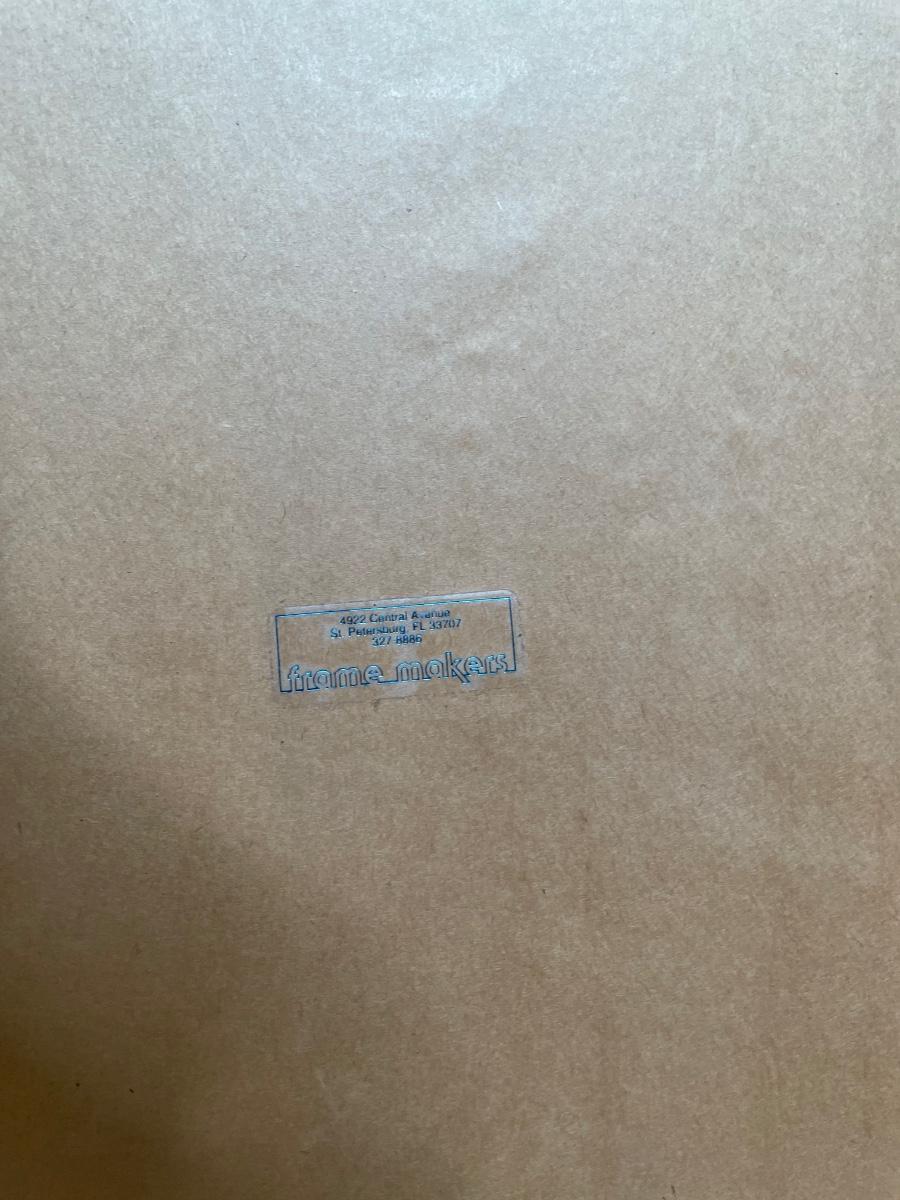 4922 Central Avenue
St. Petersburg, FL 33707
327-8886
frame makers